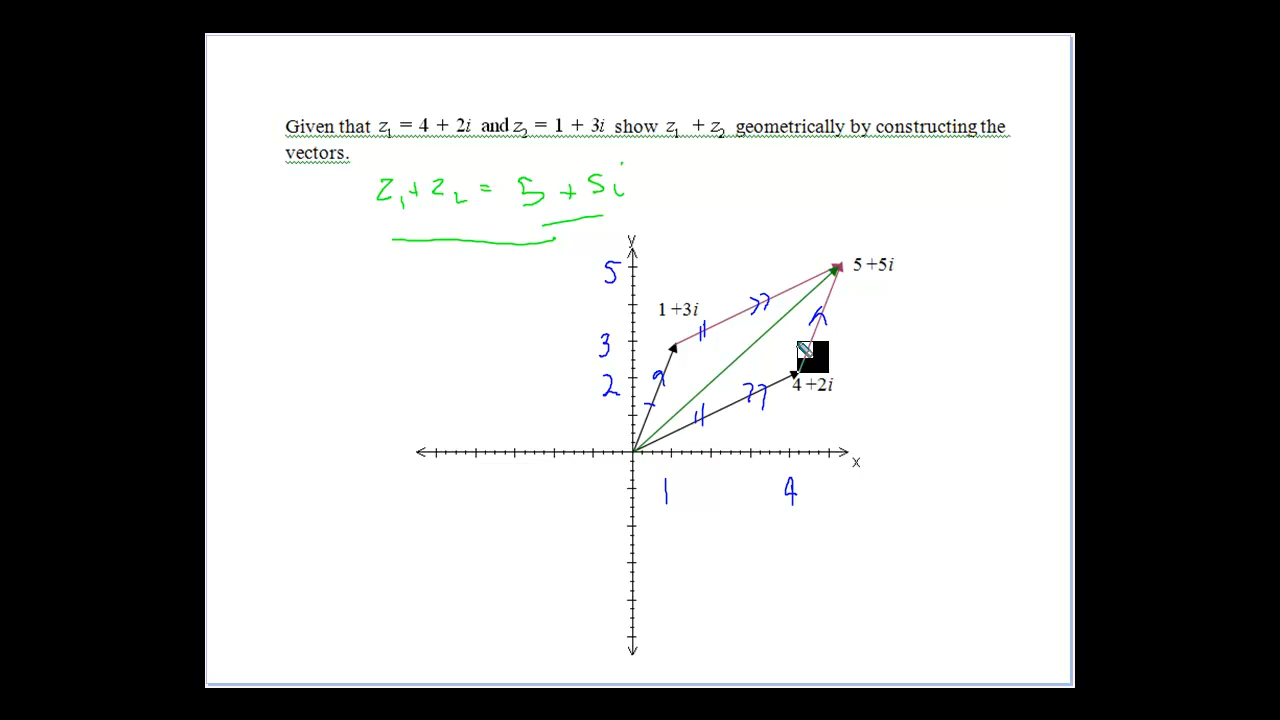 Given that z₁ = 4 + 2i and z₂ = 1 + 3i show z₁ + z₂ geometrically by constructing the
vectors.
z₁ + z₂ = 5 + 5i
y
5
5+5i
1+3i
3
2
4+2i
x
1 4